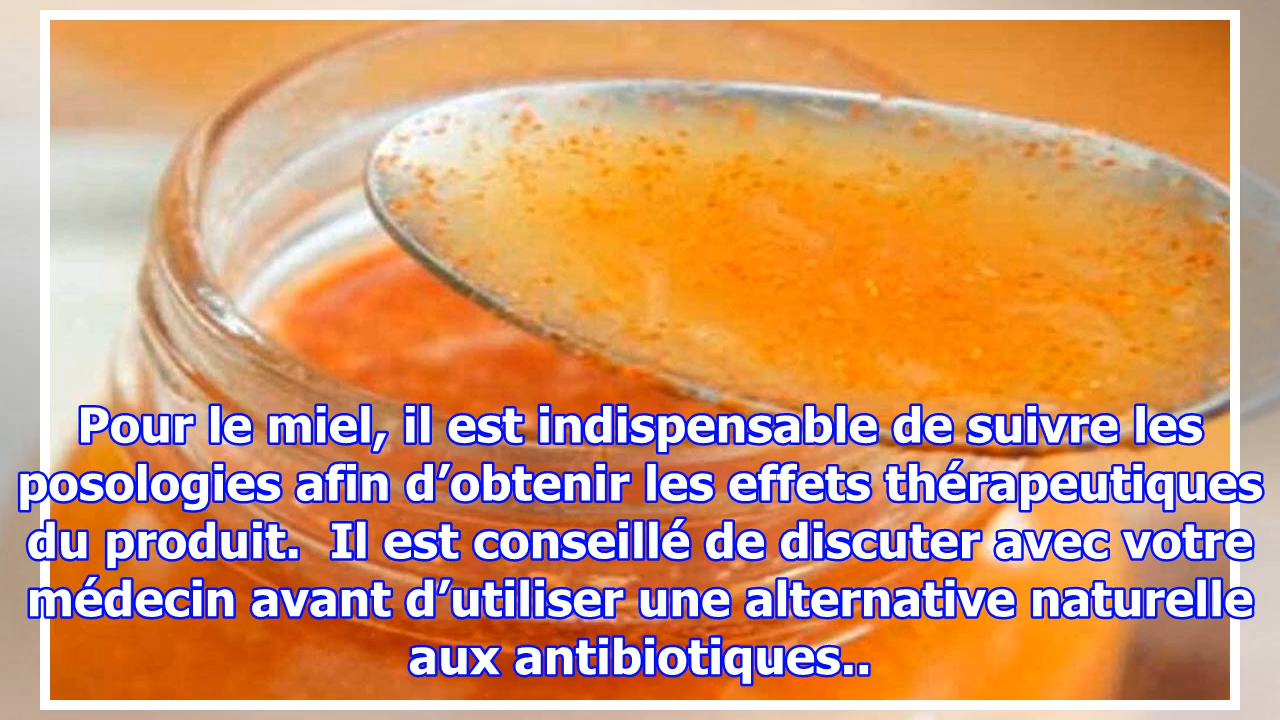 Pour le miel, il est indispensable de suivre les
posologies afin d’obtenir les effets thérapeutiques
du produit.  Il est conseillé de discuter avec votre
médecin avant d’utiliser une alternative naturelle
aux antibiotiques..